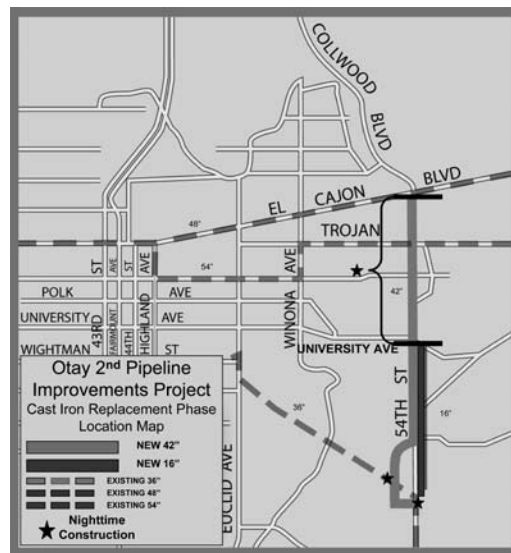 COLLWOOD
BLVD
EL CAJON BLVD
48"
TROJAN
ST
AVE
ST
AVE
54"
AVE
42"
POLK AVE
UNIVERSITY AVE
43RD
FAIRMOUNT
44TH
HIGHLAND
WINONA
WIGHTMAN ST
UNIVERSITY AVE
54TH ST
36"
16"
EUCLID AVE
Otay 2nd Pipeline
Improvements Project
Cast Iron Replacement Phase
Location Map
NEW 42"
NEW 16"
EXISTING 36"
EXISTING 48"
EXISTING 54"
Nighttime
Construction